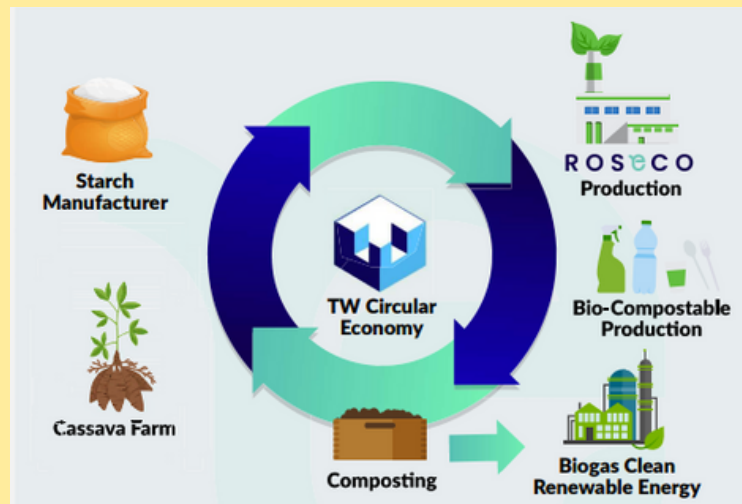 Starch
Manufacturer
ROSeCO
Production
TW Circular
Economy
Bio-Compostable
Production
Cassava Farm
Composting
Biogas Clean
Renewable Energy